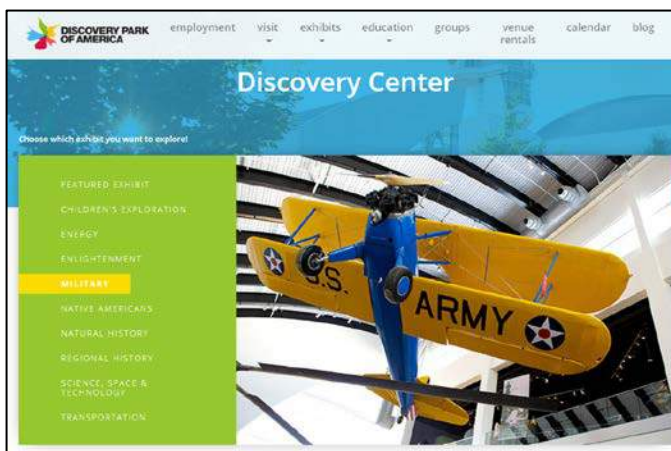 DISCOVERY PARK
OF AMERICA
employment
visit
exhibits
education
groups
venue
rentals
calendar
blog
Discovery Center
Choose which exhibit you want to explore!
FEATURED EXHIBIT
CHILDREN'S EXPLORATION
ENERGY
ENLIGHTENMENT
MILITARY
NATIVE AMERICANS
NATURAL HISTORY
REGIONAL HISTORY
SCIENCE, SPACE &
TECHNOLOGY
TRANSPORTATION
U.S. ARMY